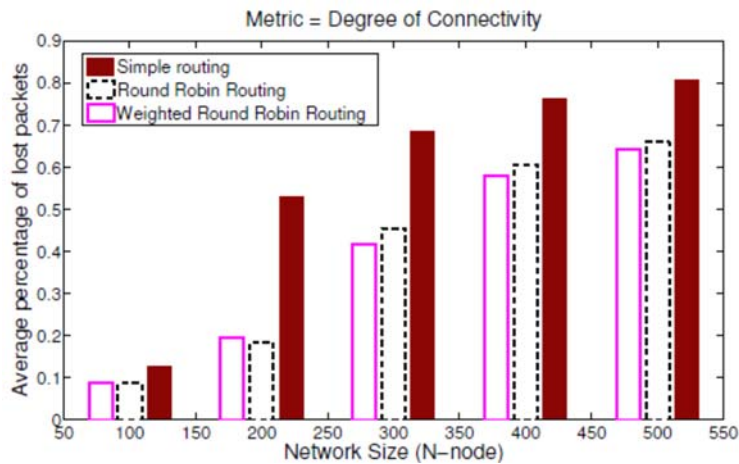 Metric = Degree of Connectivity
Average percentage of lost packets
0.9
0.8
0.7
0.6
0.5
0.4
0.3
0.2
0.1
0
Simple routing
Round Robin Routing
Weighted Round Robin Routing
50 100 150 200 250 300 350 400 450 500 550
Network Size (N-node)